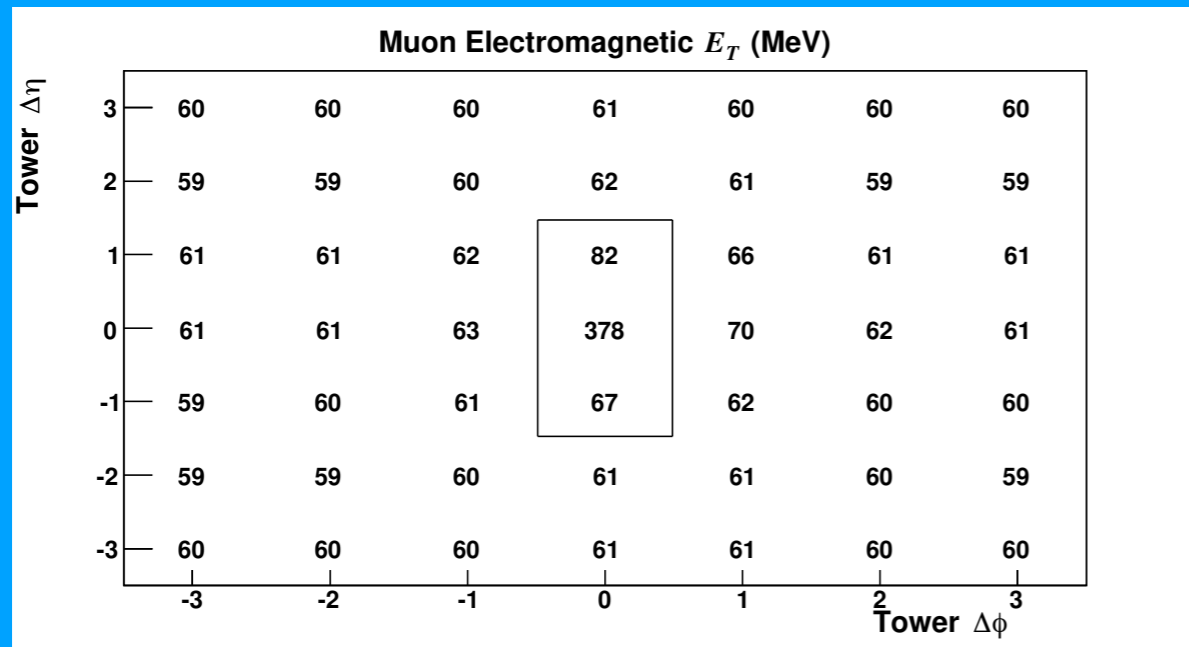 Muon Electromagnetic E_T (MeV)
Tower Δη
3 60 60 60 61 60 60 60
2 59 59 60 62 61 59 59
1 61 61 62 82 66 61 61
0 61 61 63 378 70 62 61
-1 59 60 61 67 62 60 60
-2 59 59 60 61 61 60 59
-3 60 60 60 61 61 60 60
-3 -2 -1 0 1 2 3
Tower Δϕ